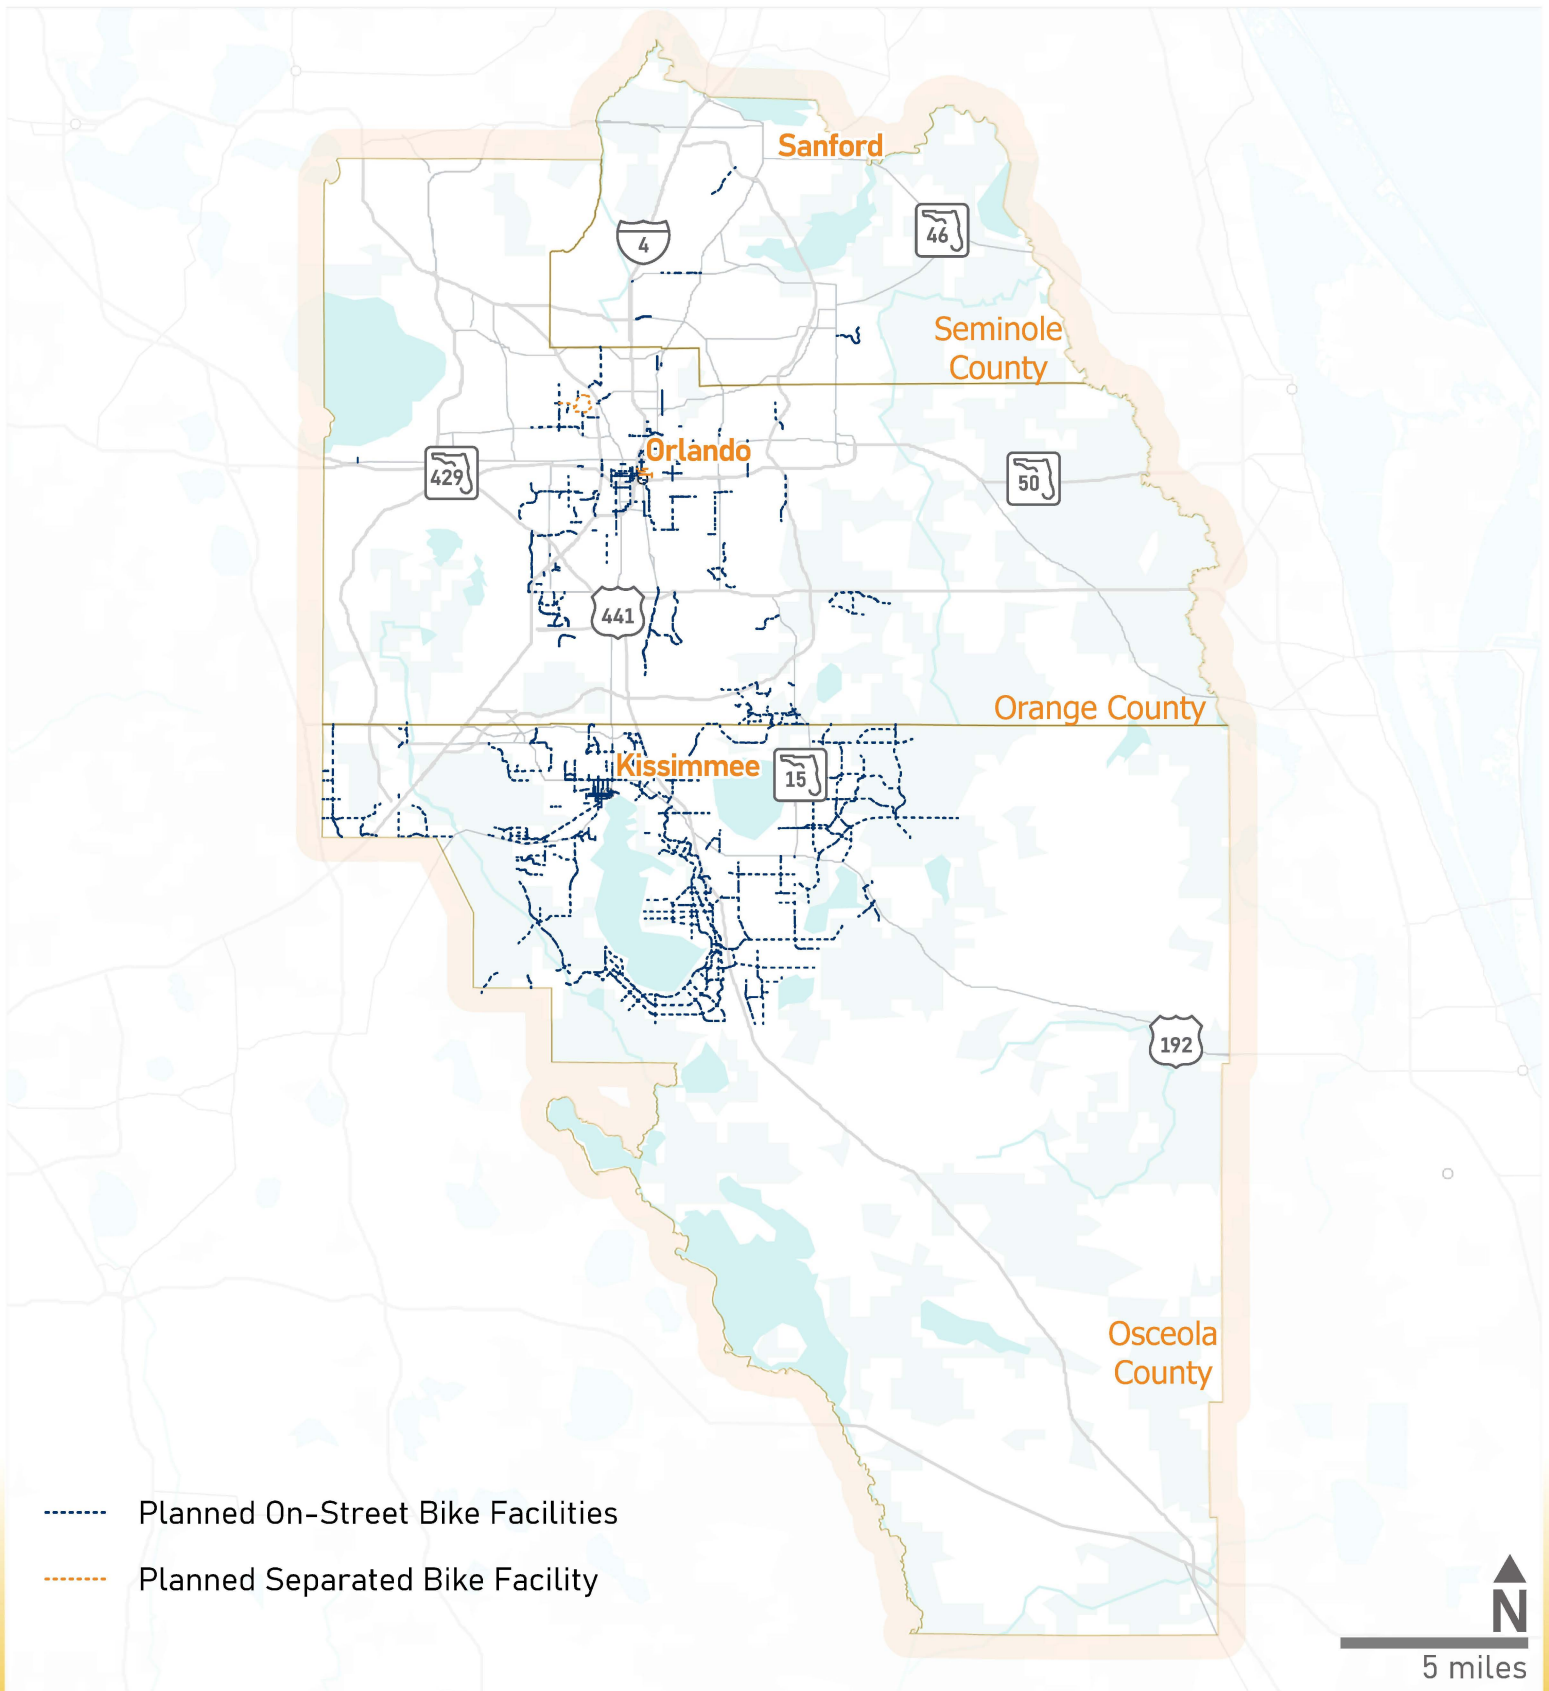 Sanford
46
4
Seminole
County
Orlando
429
50
441
Orange County
Kissimmee
15
192
Osceola
County
Planned On-Street Bike Facilities
Planned Separated Bike Facility
N
5 miles